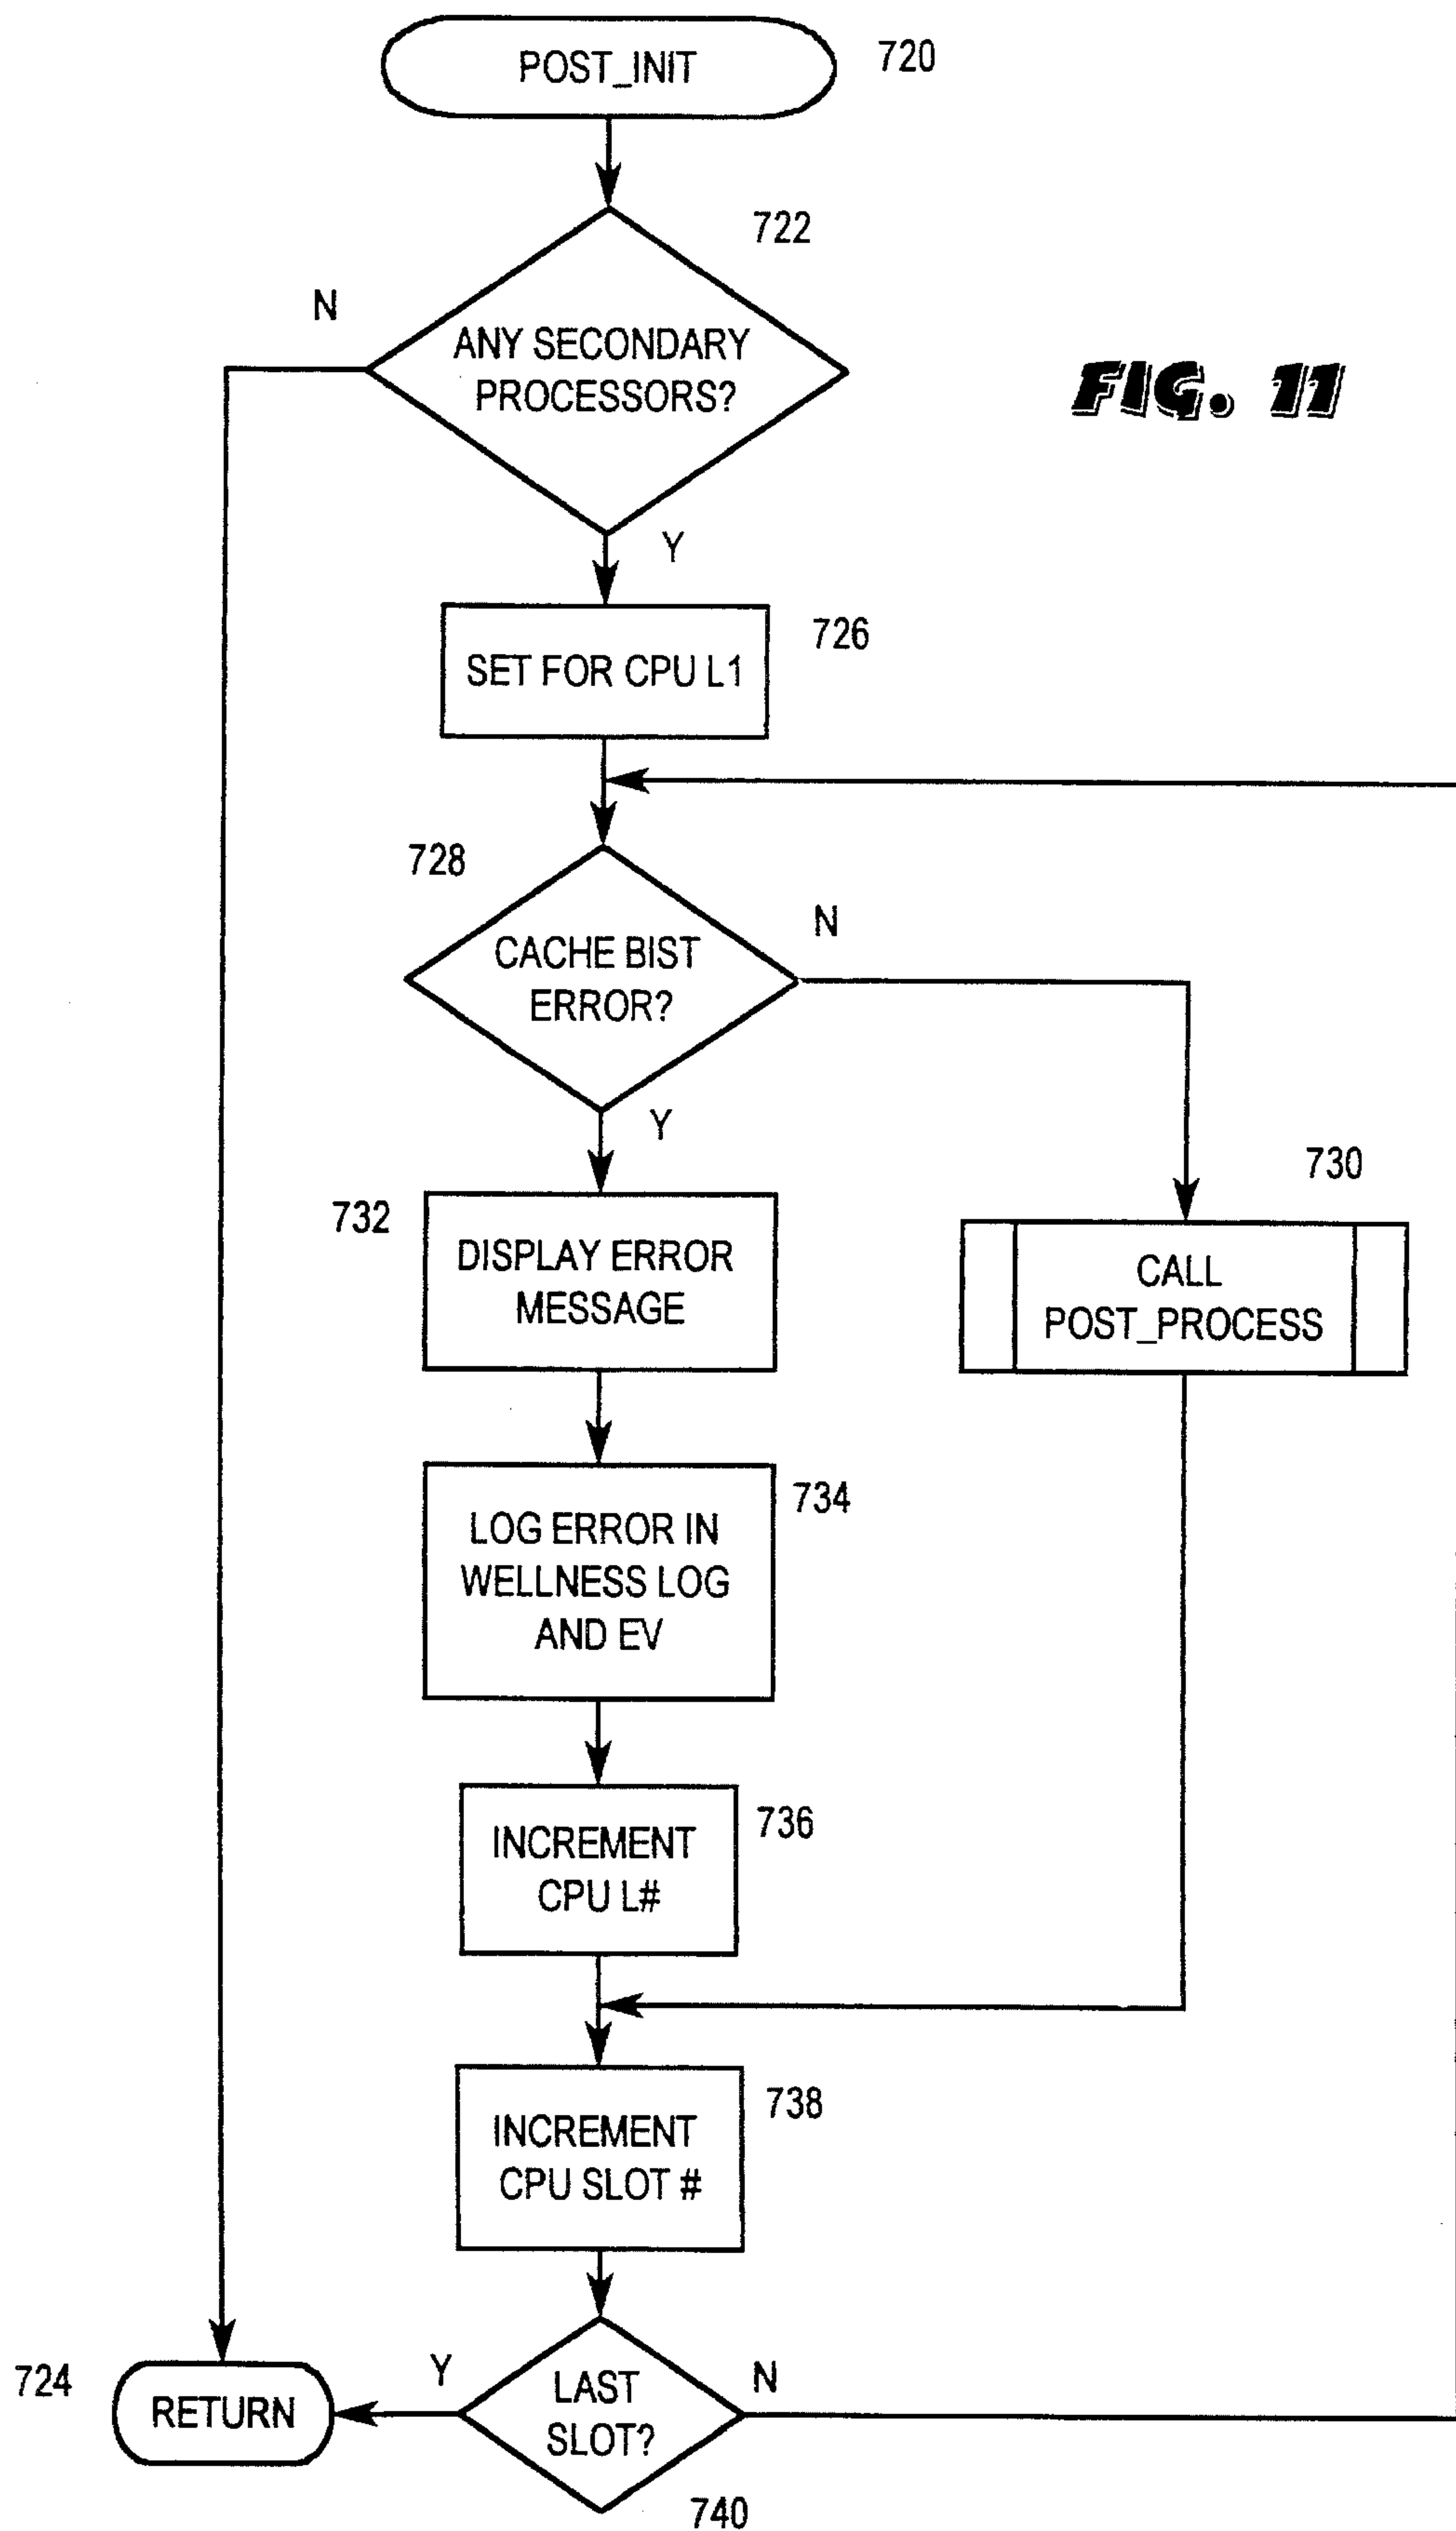 POST_INIT
720
722
N
ANY SECONDARY
PROCESSORS?
FIG. 11
Y
726
SET FOR CPU L1
728
N
CACHE BIST
ERROR?
Y
730
732
DISPLAY ERROR
MESSAGE
CALL
POST_PROCESS
734
LOG ERROR IN
WELLNESS LOG
AND EV
736
INCREMENT
CPU L#
738
INCREMENT
CPU SLOT #
724
RETURN
Y
LAST
SLOT?
N
740